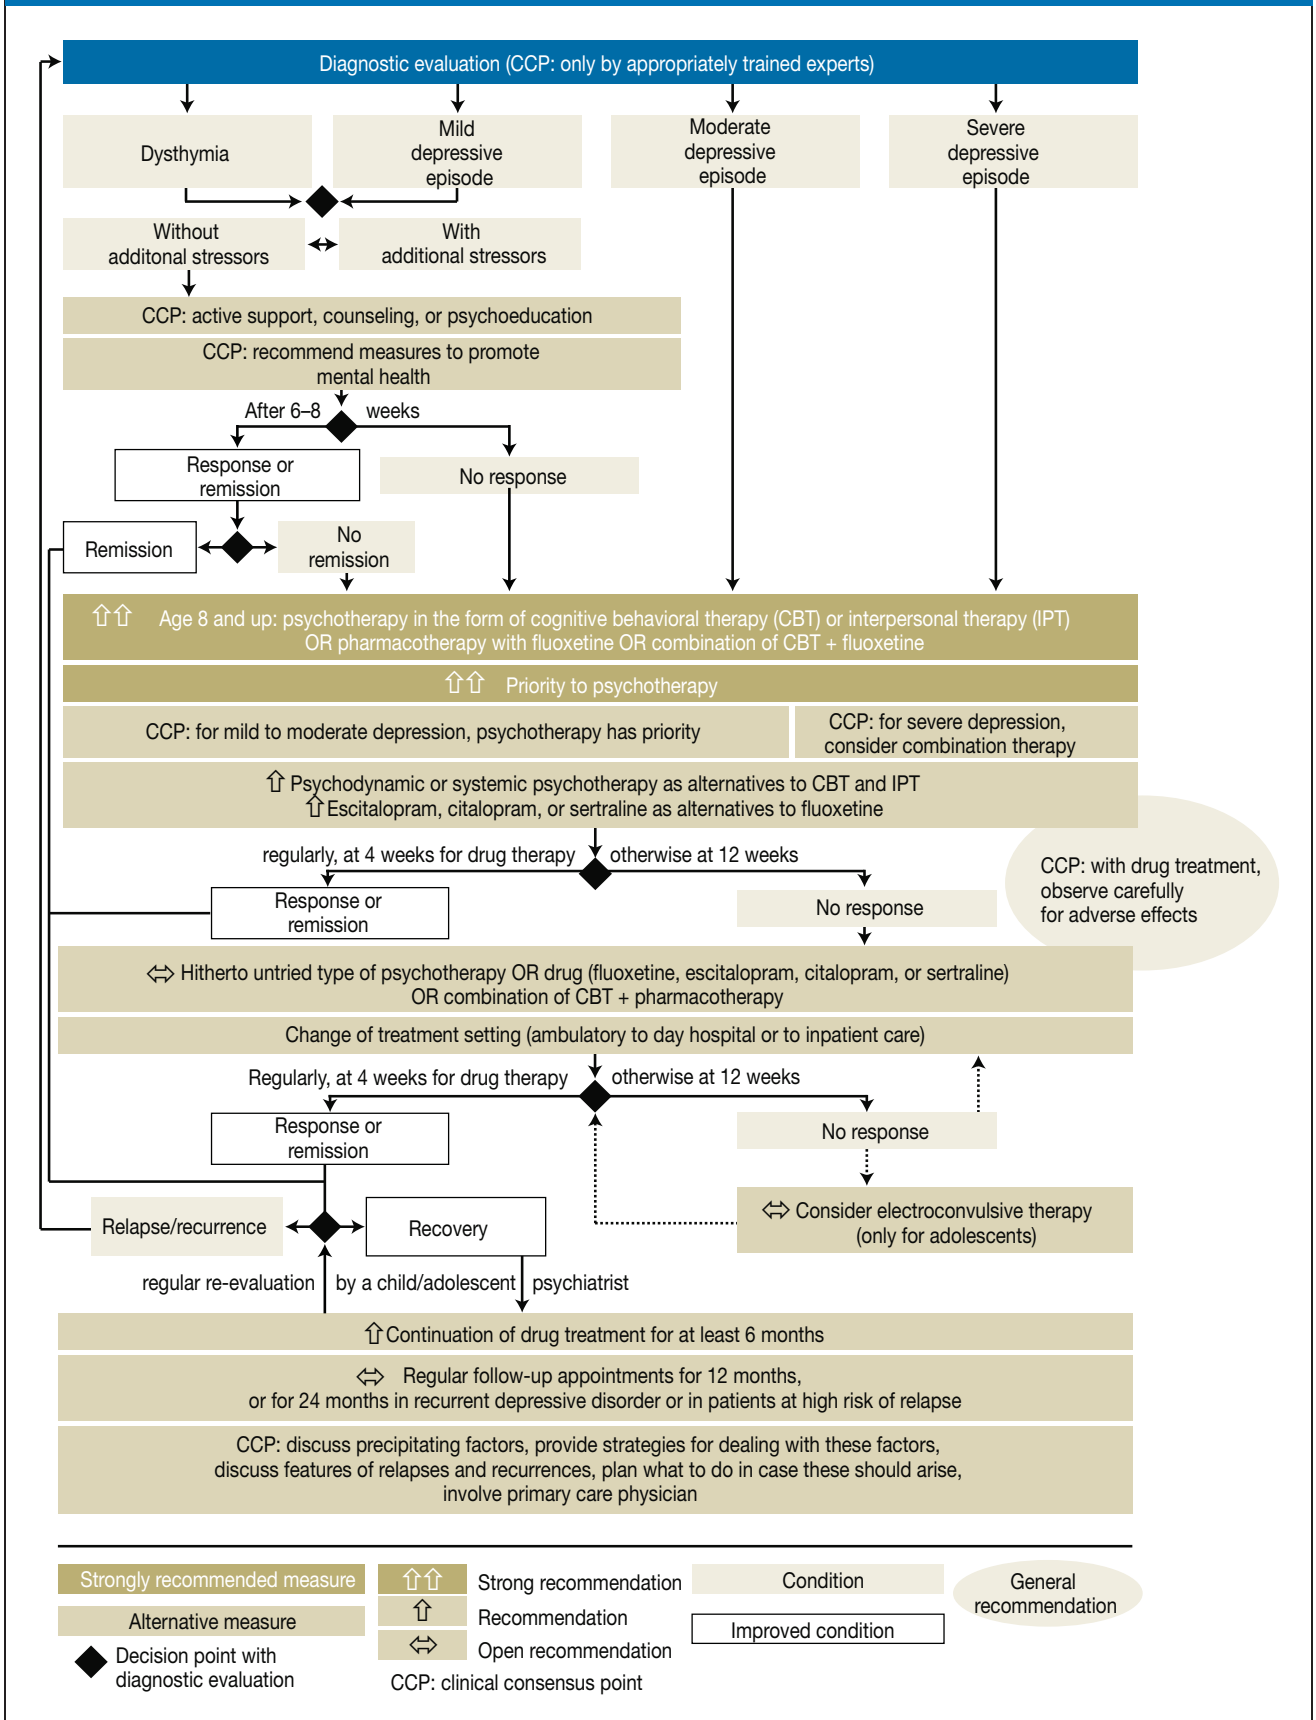 Diagnostic evaluation (CCP: only by appropriately trained experts)
Dysthymia
Mild
depressive
episode
Moderate
depressive
episode
Severe
depressive
episode
Without
additonal stressors
With
additional stressors
CCP: active support, counseling, or psychoeducation
CCP: recommend measures to promote
mental health
After 6–8 weeks
Response or
remission
No response
Remission
No
remission
⇧⇧ Age 8 and up: psychotherapy in the form of cognitive behavioral therapy (CBT) or interpersonal therapy (IPT)
OR pharmacotherapy with fluoxetine OR combination of CBT + fluoxetine
⇧⇧ Priority to psychotherapy
CCP: for mild to moderate depression, psychotherapy has priority
CCP: for severe depression,
consider combination therapy
⇧ Psychodynamic or systemic psychotherapy as alternatives to CBT and IPT
⇧ Escitalopram, citalopram, or sertraline as alternatives to fluoxetine
regularly, at 4 weeks for drug therapy otherwise at 12 weeks
CCP: with drug treatment,
observe carefully
for adverse effects
Response or
remission
No response
⇔ Hitherto untried type of psychotherapy OR drug (fluoxetine, escitalopram, citalopram, or sertraline)
OR combination of CBT + pharmacotherapy
Change of treatment setting (ambulatory to day hospital or to inpatient care)
Regularly, at 4 weeks for drug therapy otherwise at 12 weeks
Response or
remission
No response
Relapse/recurrence
Recovery
⇔ Consider electroconvulsive therapy
(only for adolescents)
regular re-evaluation by a child/adolescent psychiatrist
⇧ Continuation of drug treatment for at least 6 months
⇔ Regular follow-up appointments for 12 months,
or for 24 months in recurrent depressive disorder or in patients at high risk of relapse
CCP: discuss precipitating factors, provide strategies for dealing with these factors,
discuss features of relapses and recurrences, plan what to do in case these should arise,
involve primary care physician
Strongly recommended measure
Alternative measure
Decision point with
diagnostic evaluation
⇧⇧ Strong recommendation
⇧ Recommendation
⇔ Open recommendation
CCP: clinical consensus point
Condition
Improved condition
General
recommendation